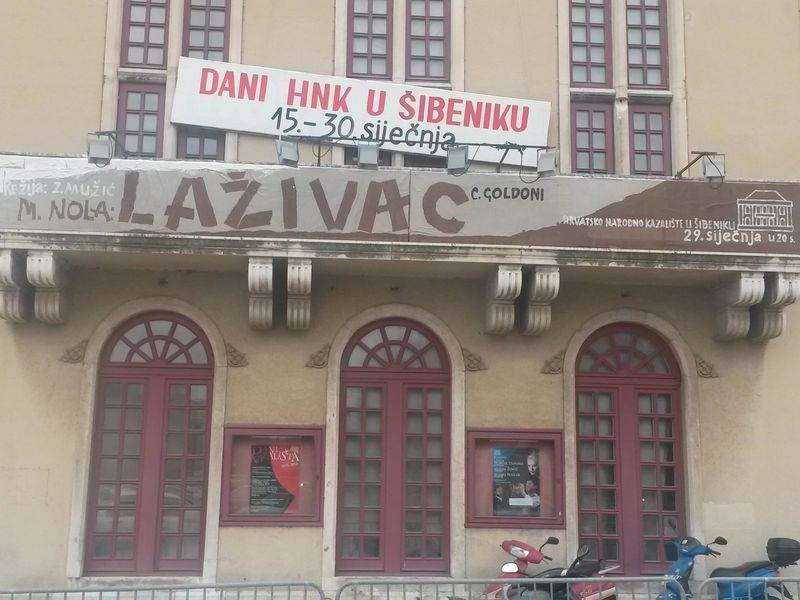 DANI HNK U ŠIBENIKU
15.-30. siječnja
Režija: Z. MUŽIĆ
M. NOLA: LAŽIVAC
C. GOLDONI
HRVATSKO NARODNO KAZALIŠTE U ŠIBENIKU
29. siječnja u 20 s.